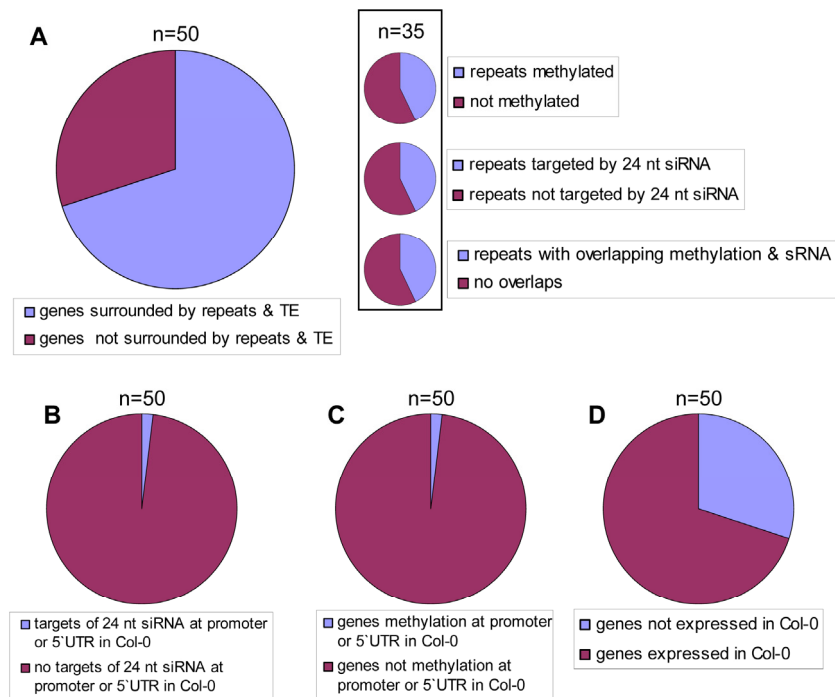 A
n=50
n=35
repeats methylated
not methylated
repeats targeted by 24 nt siRNA
repeats not targeted by 24 nt siRNA
repeats with overlapping methylation & sRNA
no overlaps
genes surrounded by repeats & TE
genes not surrounded by repeats & TE
B
n=50
targets of 24 nt siRNA at promoter
or 5`UTR in Col-0
no targets of 24 nt siRNA at
promoter or 5`UTR in Col-0
C
n=50
genes methylation at promoter
or 5`UTR in Col-0
genes not methylation at
promoter or 5`UTR in Col-0
D
n=50
genes not expressed in Col-0
genes expressed in Col-0